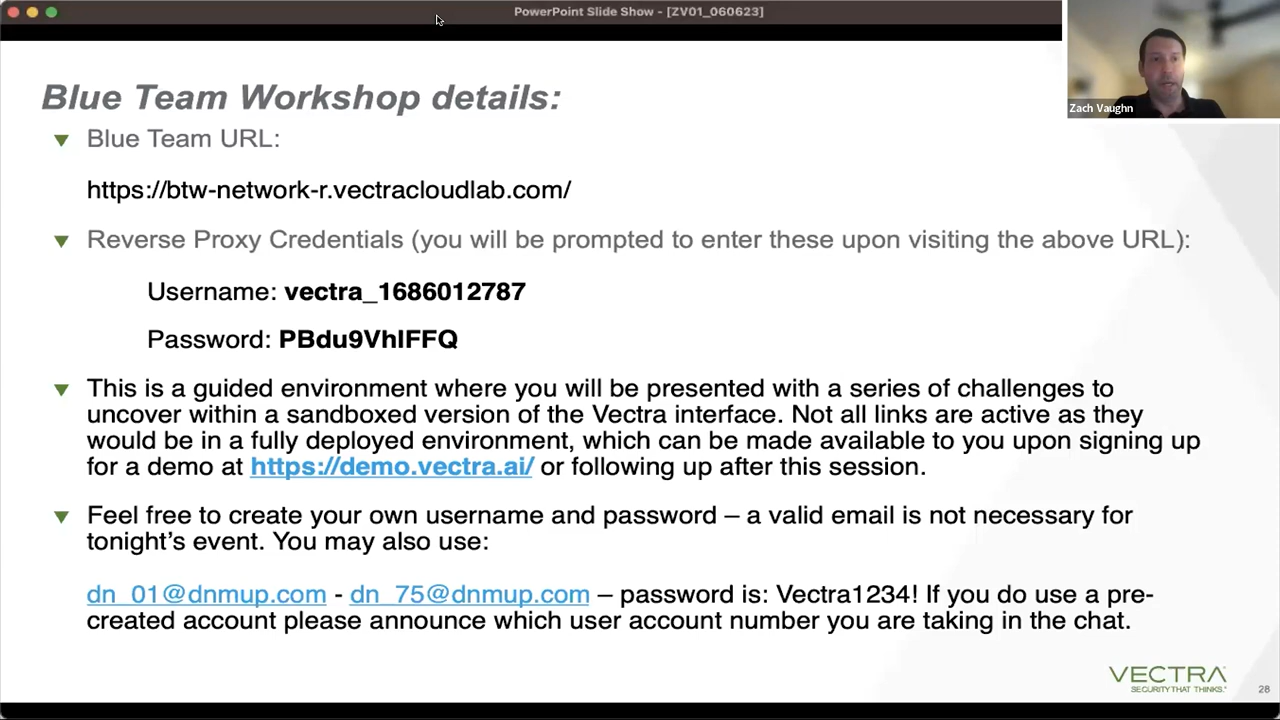 PowerPoint Slide Show - [ZV01_060623]
Zach Vaughn
Blue Team Workshop details:
Blue Team URL:
https://btw-network-r.vectracloudlab.com/
Reverse Proxy Credentials (you will be prompted to enter these upon visiting the above URL):
Username: vectra_1686012787
Password: PBdu9VhlFFQ
This is a guided environment where you will be presented with a series of challenges to
uncover within a sandboxed version of the Vectra interface. Not all links are active as they
would be in a fully deployed environment, which can be made available to you upon signing up
for a demo at https://demo.vectra.ai/ or following up after this session.
Feel free to create your own username and password – a valid email is not necessary for
tonight's event. You may also use:
dn_01@dnmup.com - dn_75@dnmup.com – password is: Vectra1234! If you do use a pre-
created account please announce which user account number you are taking in the chat.
VECTRA
SECURITY THAT THINKS.
28